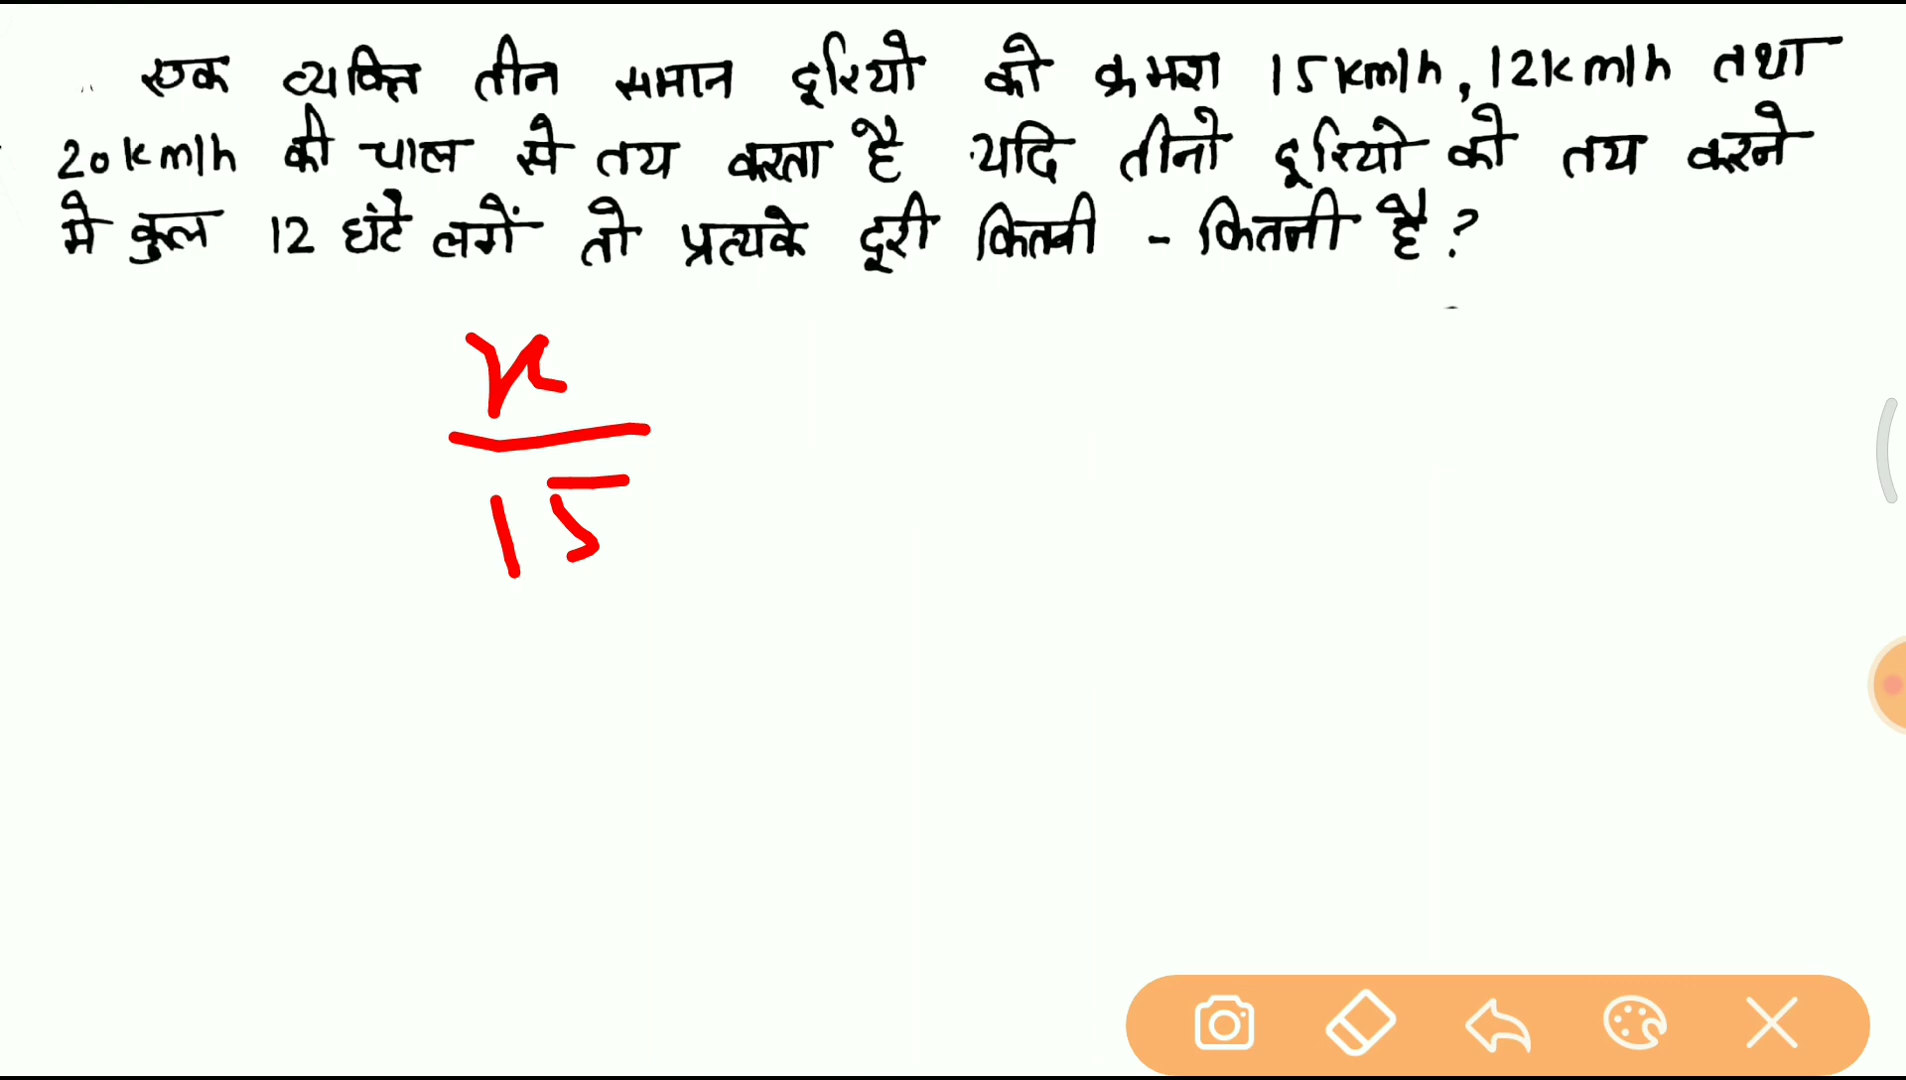 एक व्यक्ति तीन समान दूरियो को क्रमश 15km/h, 12km/h तथा
20km/h की चाल से तय करता है यदि तीनो दूरियो को तय करने
मे कुल 12 घंटे लगें तो प्रत्यके दूरी कितनी - कितनी है ?
x
15